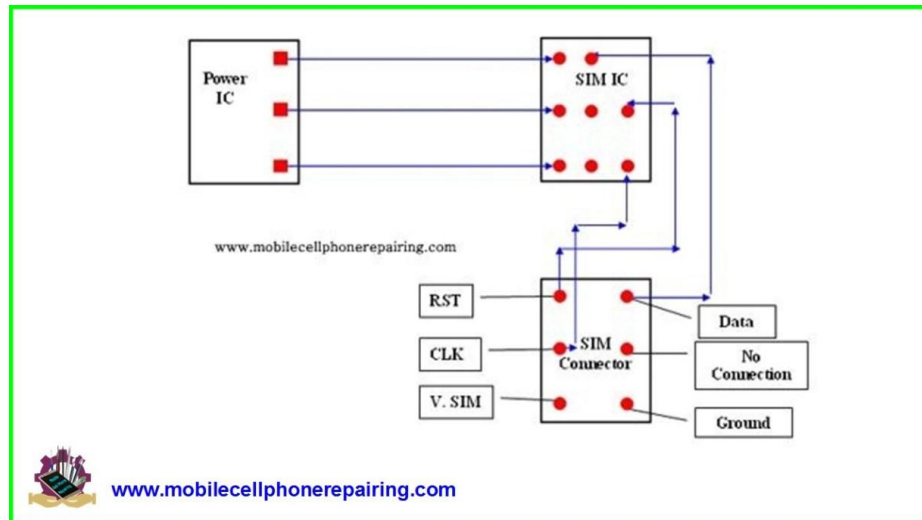 Power
IC
SIM IC
www.mobilecellphonerepairing.com
RST
Data
CLK
SIM
Connector
No
Connection
V. SIM
Ground
www.mobilecellphonerepairing.com